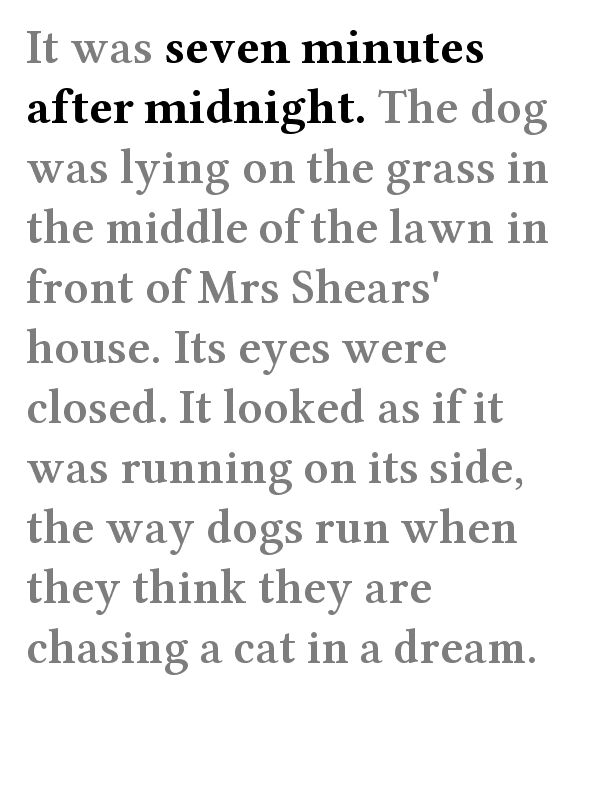 It was seven minutes
after midnight. The dog
was lying on the grass in
the middle of the lawn in
front of Mrs Shears'
house. Its eyes were
closed. It looked as if it
was running on its side,
the way dogs run when
they think they are
chasing a cat in a dream.